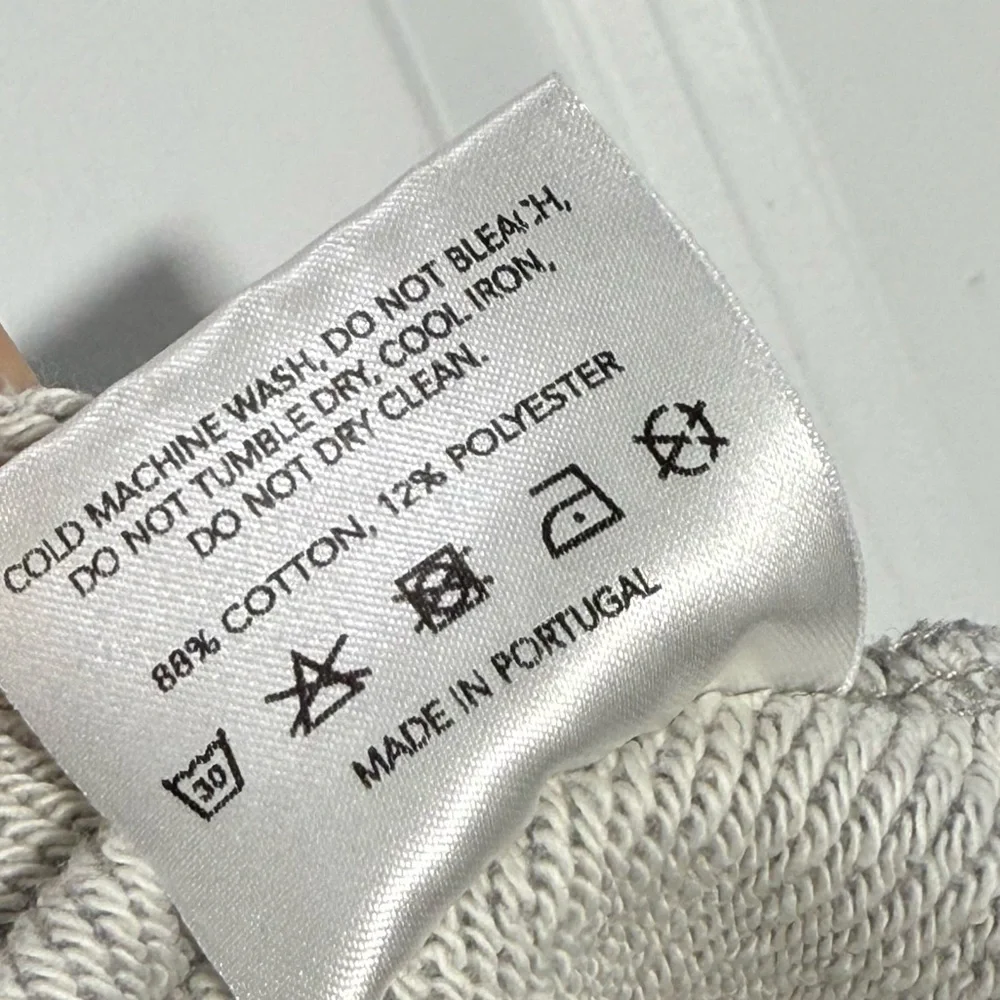 COLD MACHINE WASH, DO NOT BLEACH,
DO NOT TUMBLE DRY, COOL IRON,
DO NOT DRY CLEAN.
88% COTTON, 12% POLYESTER
30
MADE IN PORTUGAL